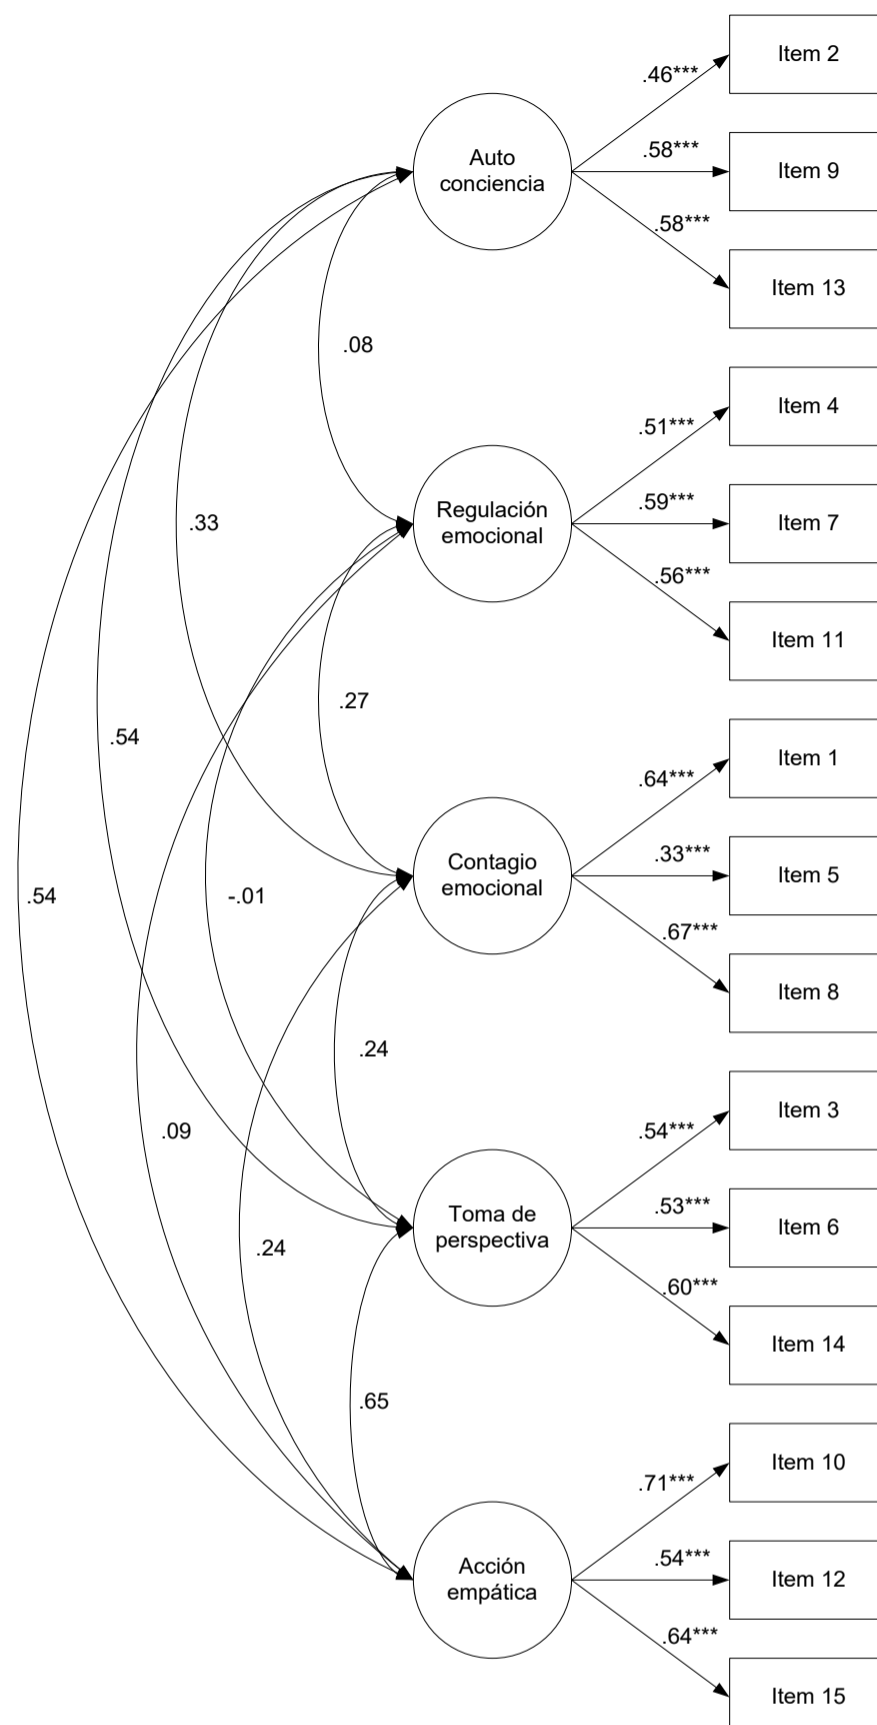 Item 2
.46***
Auto
conciencia
.58***
Item 9
.58***
Item 13
.08
Item 4
.51***
Regulación
emocional
.59***
Item 7
.33
.56***
Item 11
.27
.54
Item 1
.64***
Contagio
emocional
.33***
Item 5
.54
-.01
.67***
Item 8
.24
Item 3
.54***
.09
Toma de
perspectiva
.53***
Item 6
.24
.60***
Item 14
.65
Item 10
.71***
Acción
empática
.54***
Item 12
.64***
Item 15